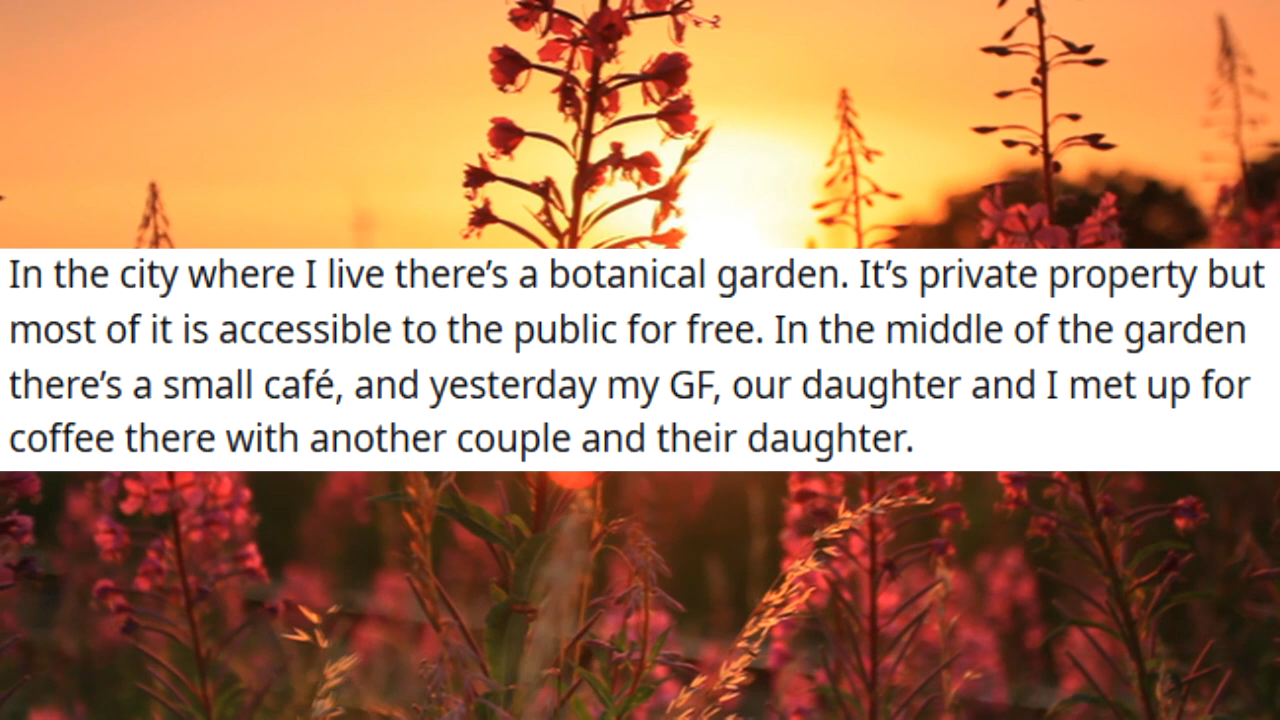 In the city where I live there’s a botanical garden. It’s private property but
most of it is accessible to the public for free. In the middle of the garden
there’s a small café, and yesterday my GF, our daughter and I met up for
coffee there with another couple and their daughter.